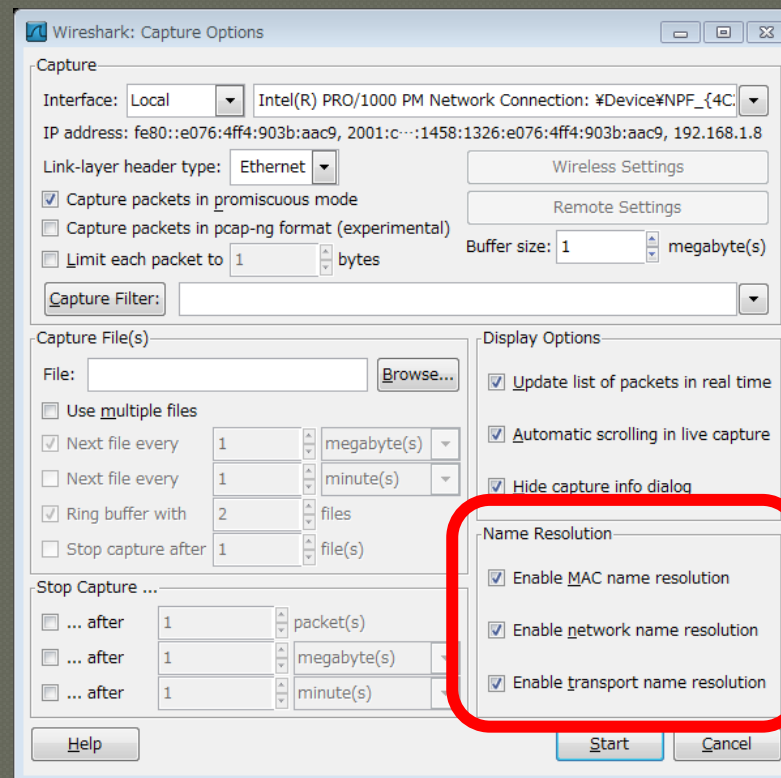 Wireshark: Capture Options
Capture
Interface: Local Intel(R) PRO/1000 PM Network Connection: ¥Device¥NPF_{4C
IP address: fe80::e076:4ff4:903b:aac9, 2001:c…:1458:1326:e076:4ff4:903b:aac9, 192.168.1.8
Link-layer header type: Ethernet Wireless Settings
Capture packets in promiscuous mode
Remote Settings
Capture packets in pcap-ng format (experimental)
Buffer size: 1 megabyte(s)
Limit each packet to 1 bytes
Capture Filter:
Capture File(s)
File: Browse...
Use multiple files
Next file every 1 megabyte(s)
Next file every 1 minute(s)
Ring buffer with 2 files
Stop capture after 1 file(s)
Stop Capture ...
... after 1 packet(s)
... after 1 megabyte(s)
... after 1 minute(s)
Display Options
Update list of packets in real time
Automatic scrolling in live capture
Hide capture info dialog
Name Resolution
Enable MAC name resolution
Enable network name resolution
Enable transport name resolution
Help Start Cancel